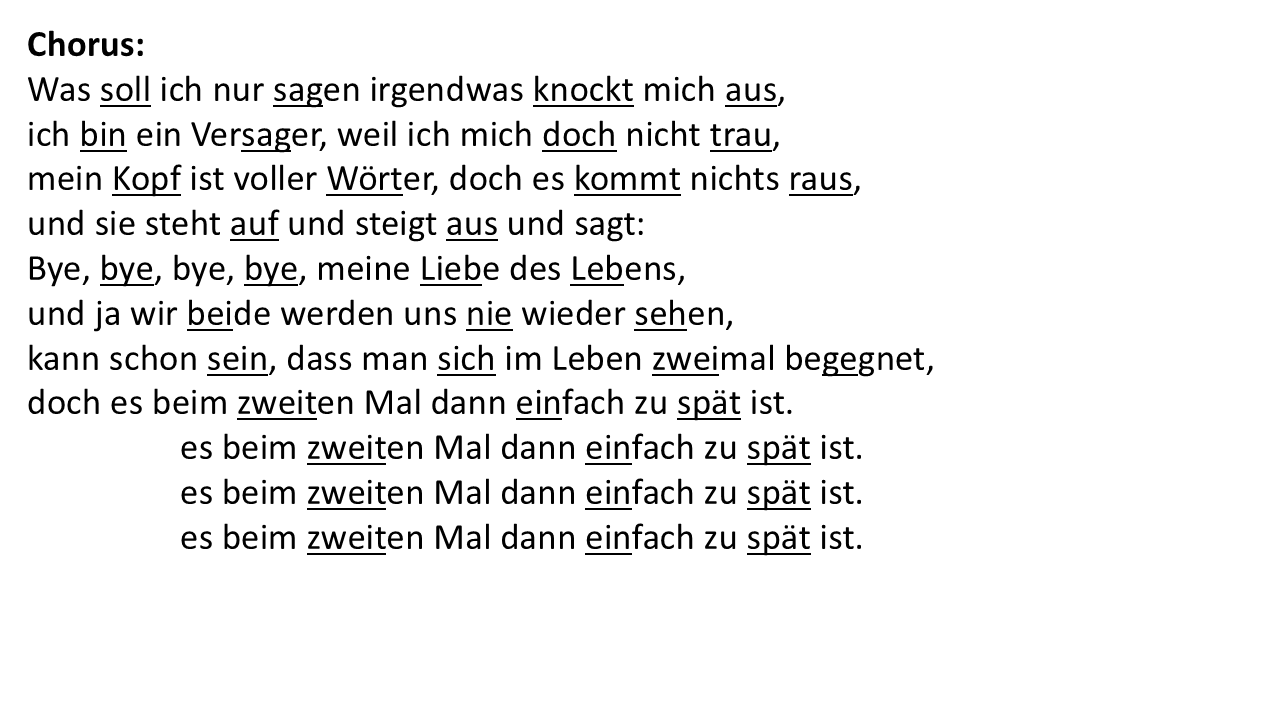 Chorus:
Was soll ich nur sagen irgendwas knockt mich aus,
ich bin ein Versager, weil ich mich doch nicht trau,
mein Kopf ist voller Wörter, doch es kommt nichts raus,
und sie steht auf und steigt aus und sagt:
Bye, bye, bye, bye, meine Liebe des Lebens,
und ja wir beide werden uns nie wieder sehen,
kann schon sein, dass man sich im Leben zweimal begegnet,
doch es beim zweiten Mal dann einfach zu spät ist.
es beim zweiten Mal dann einfach zu spät ist.
es beim zweiten Mal dann einfach zu spät ist.
es beim zweiten Mal dann einfach zu spät ist.